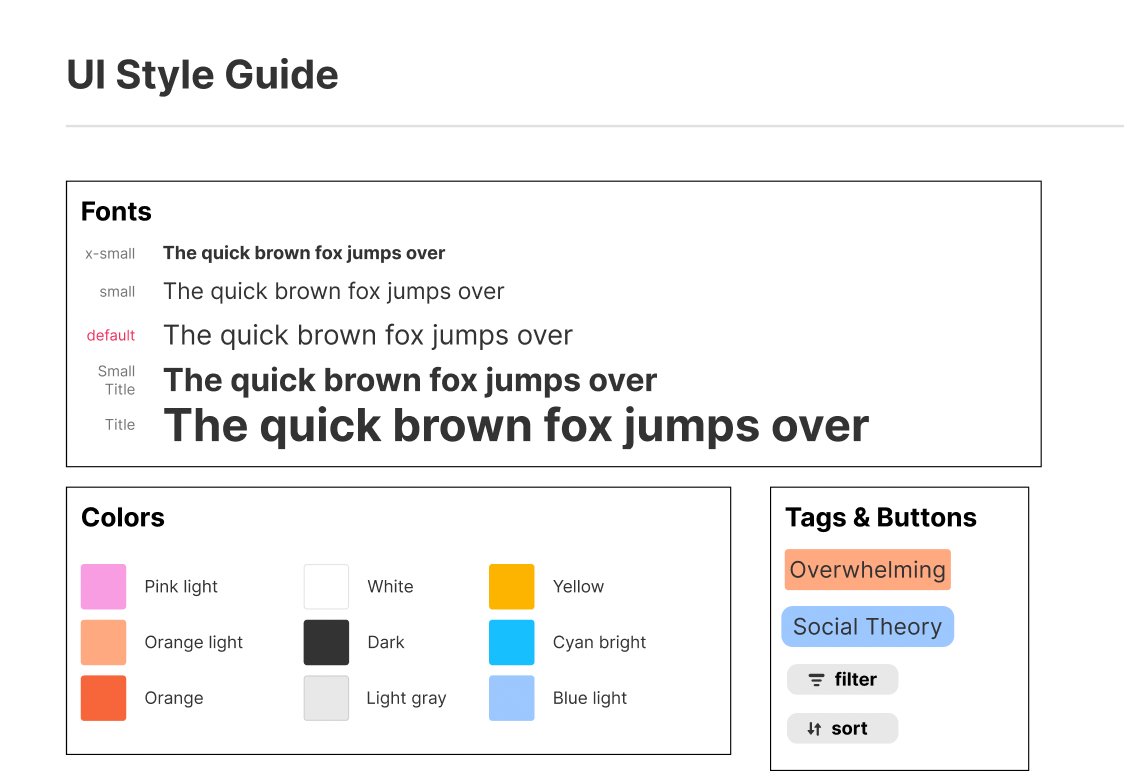 UI Style Guide
Fonts
x-small The quick brown fox jumps over
small The quick brown fox jumps over
default The quick brown fox jumps over
Small
Title
The quick brown fox jumps over
Title The quick brown fox jumps over
Colors
Pink light
White
Yellow
Orange light
Dark
Cyan bright
Orange
Light gray
Blue light
Tags & Buttons
Overwhelming
Social Theory
filter
sort